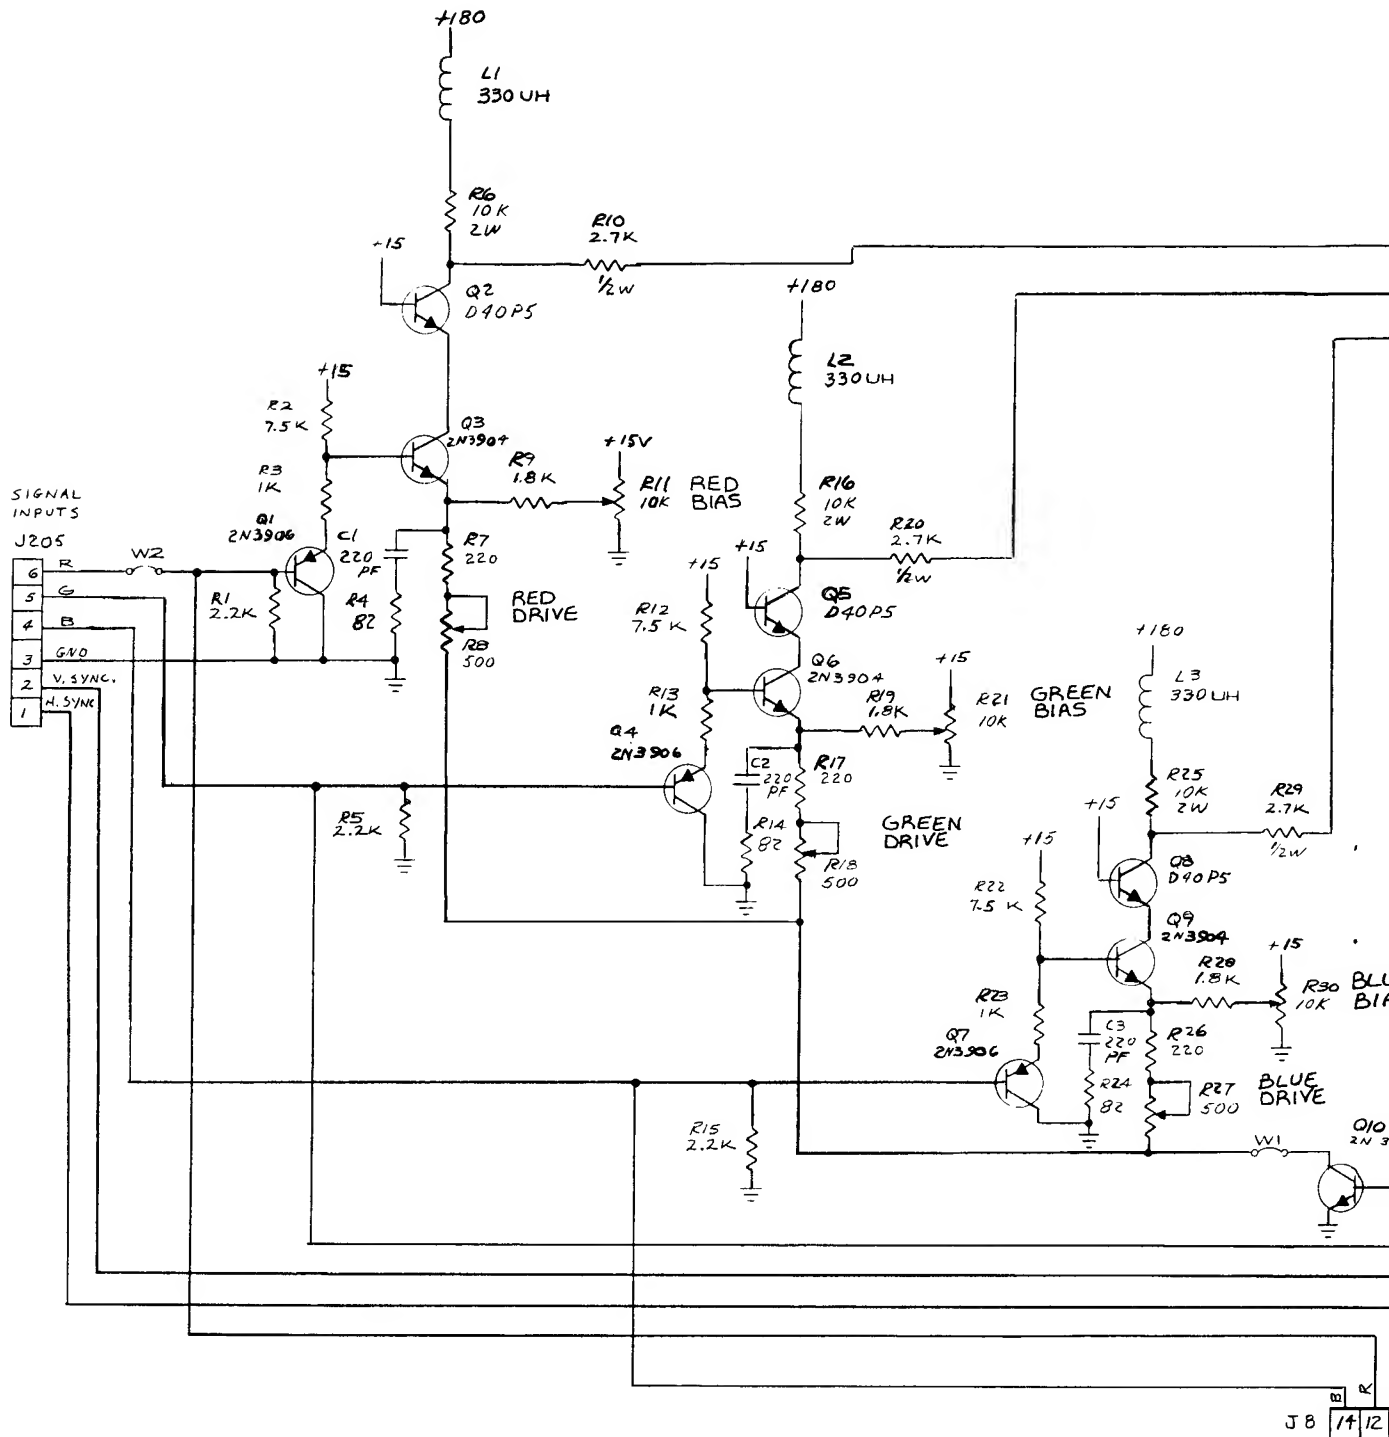 +180
L1
330 UH
R6
10K
2W
R10
2.7K
1/2W
+15
Q2
D40P5
+180
L2
330UH
+15
R2
7.5K
Q3
2N3904
R9
1.8K
+15V
R11 RED
10K BIAS
R3
1K
SIGNAL
INPUTS
J205
Q1
2N3906
C1
220
PF
R7
220
R16
10K
2W
R20
2.7K
1/2W
W2
6 R
5 G
4 B
3 GND
2 V. SYNC.
1 H. SYNC
R1
2.2K
R4
82
RED
DRIVE
R8
500
+15
+15
R12
7.5K
Q5
D40P5
Q6
2N3904
R13
1K
R19
1.8K
+15
R21
10K
GREEN
BIAS
+180
L3
330UH
Q4
2N3906
C2
220
PF
R17
220
R5
2.2K
R14
82
R18
500
GREEN
DRIVE
R25
10K
2W
R29
2.7K
1/2W
+15
+15
R22
7.5K
Q8
D40P5
Q9
2N3904
R28
1.8K
+15
R30 BLU
10K BIA
R23
1K
Q7
2N3906
C3
220
PF
R26
220
R24
82
R27
500
BLUE
DRIVE
R15
2.2K
W1
Q10
2N 3
B R
J8 14 12